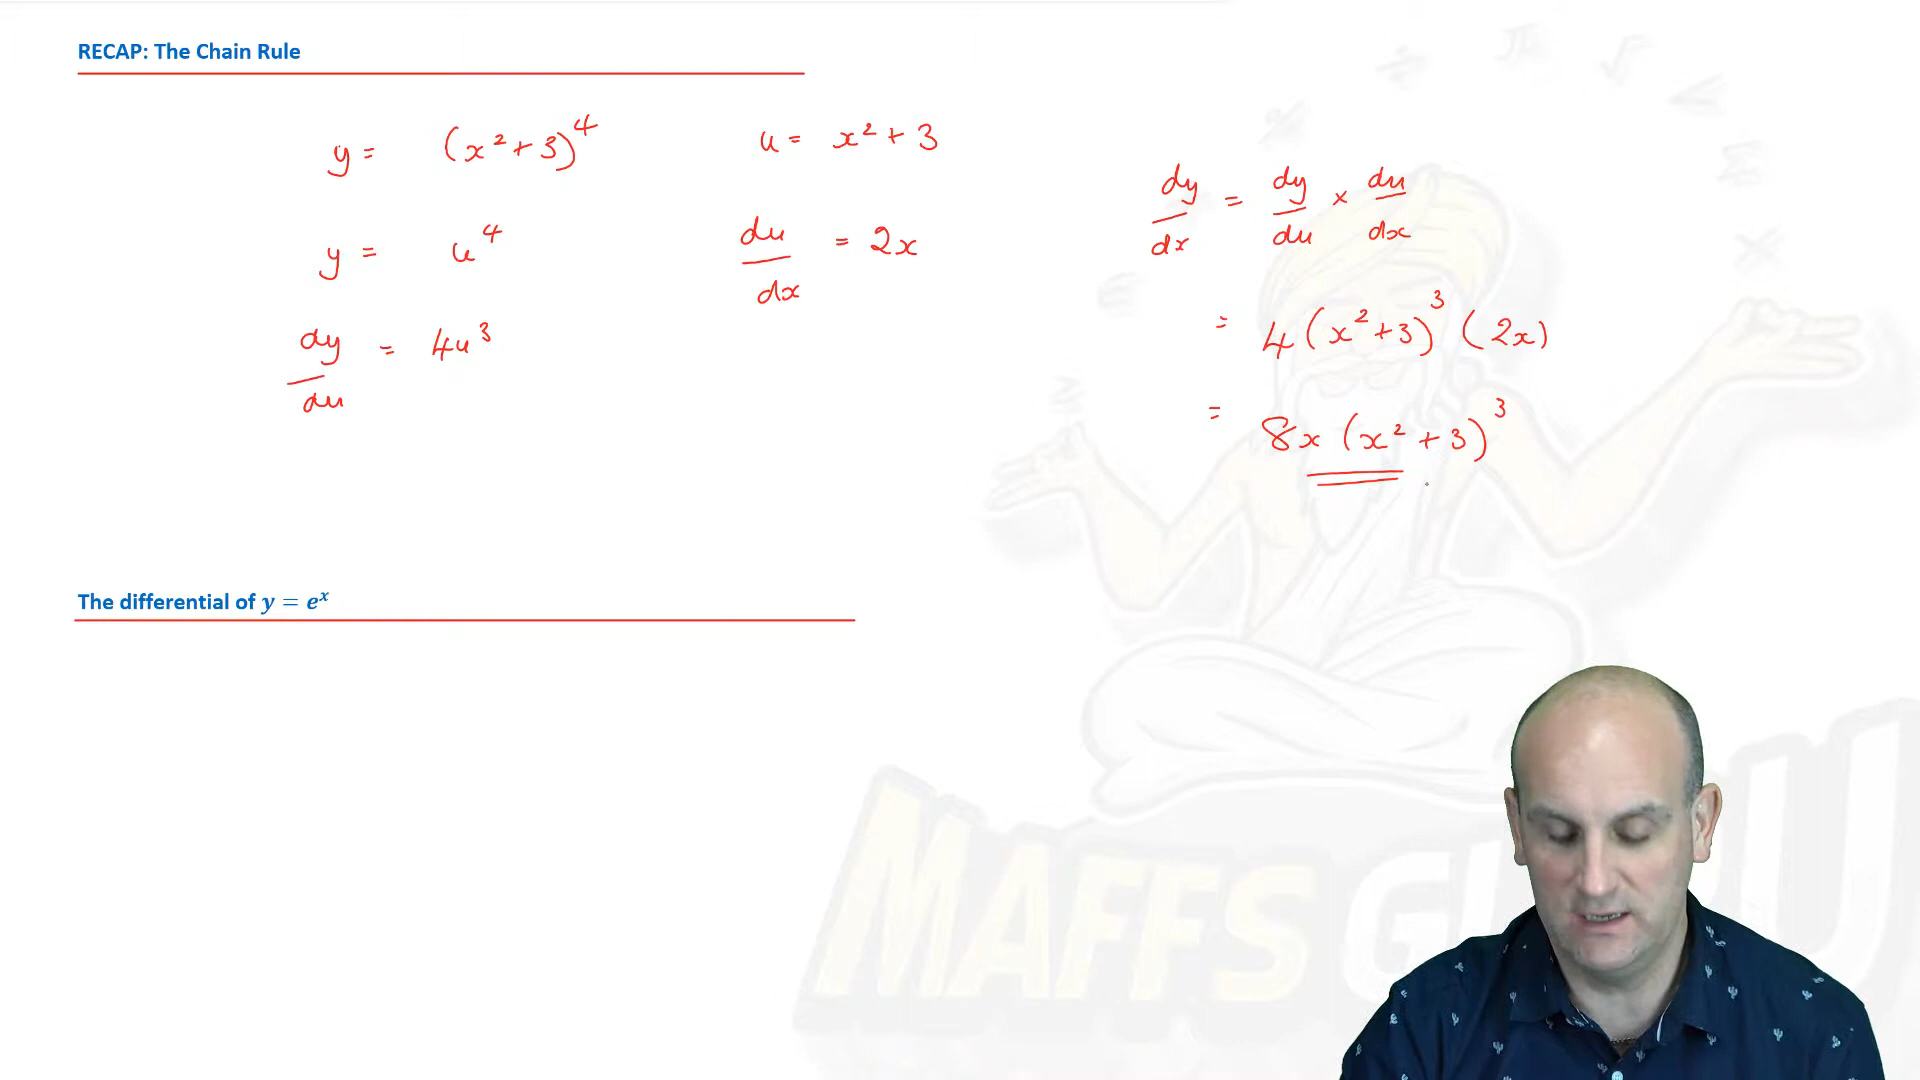 RECAP: The Chain Rule
y = (x² + 3)⁴
u = x² + 3
y = u⁴
du/dx = 2x
dy/du = 4u³
dy/dx = dy/du × du/dx
= 4(x² + 3)³ (2x)
= 8x (x² + 3)³
The differential of y = eˣ
MAFFS GURU